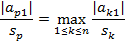 |a_{p1}| / s_p = max_{1≤k≤n} |a_{k1}| / s_k